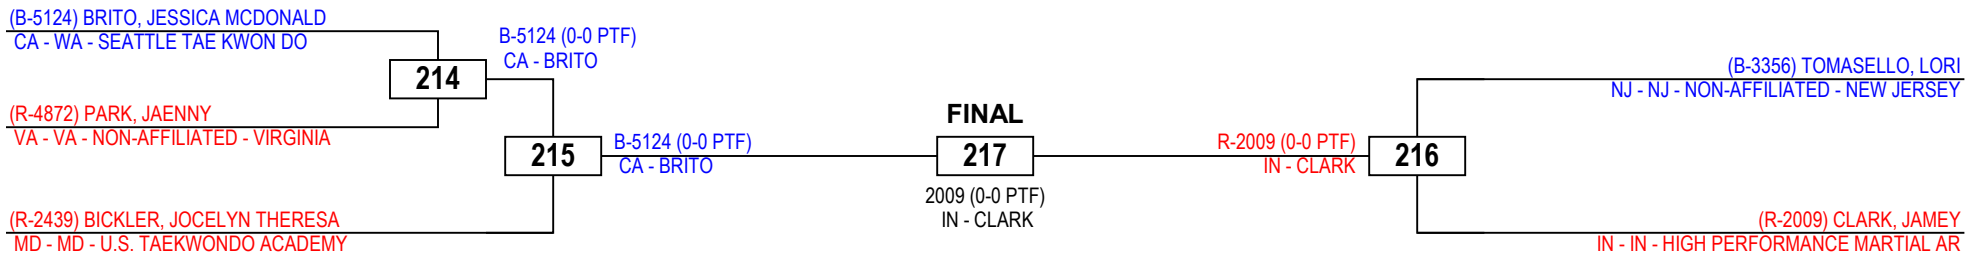 (B-5124) BRITO, JESSICA MCDONALD
CA - WA - SEATTLE TAE KWON DO
214
B-5124 (0-0 PTF)
CA - BRITO
(R-4872) PARK, JAENNY
VA - VA - NON-AFFILIATED - VIRGINIA
215
B-5124 (0-0 PTF)
CA - BRITO
(R-2439) BICKLER, JOCELYN THERESA
MD - MD - U.S. TAEKWONDO ACADEMY
FINAL
217
2009 (0-0 PTF)
IN - CLARK
R-2009 (0-0 PTF)
IN - CLARK
216
(B-3356) TOMASELLO, LORI
NJ - NJ - NON-AFFILIATED - NEW JERSEY
(R-2009) CLARK, JAMEY
IN - IN - HIGH PERFORMANCE MARTIAL AR